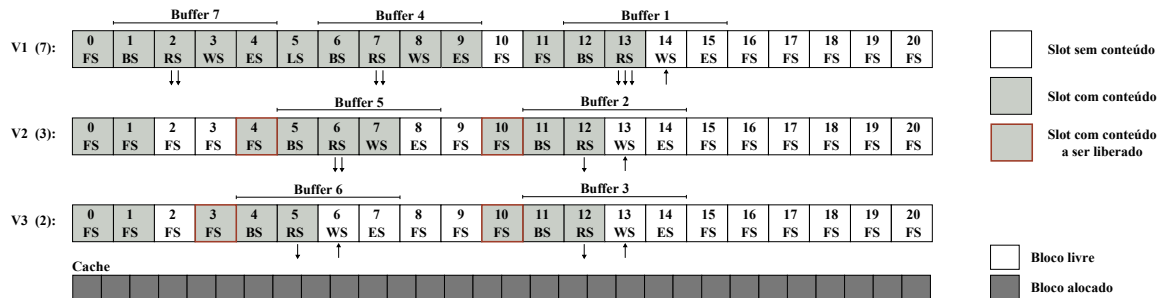 Buffer 7 Buffer 4 Buffer 1
V1 (7): 0 1 2 3 4 5 6 7 8 9 10 11 12 13 14 15 16 17 18 19 20
FS BS RS WS ES LS BS RS WS ES FS FS BS RS WS ES FS FS FS FS FS
Slot sem conteúdo
Buffer 5 Buffer 2
Slot com conteúdo
V2 (3): 0 1 2 3 4 5 6 7 8 9 10 11 12 13 14 15 16 17 18 19 20
FS FS FS FS FS BS RS WS ES FS FS BS RS WS ES FS FS FS FS FS FS
Slot com conteúdo
a ser liberado
Buffer 6 Buffer 3
V3 (2): 0 1 2 3 4 5 6 7 8 9 10 11 12 13 14 15 16 17 18 19 20
FS FS FS FS BS RS WS ES FS FS FS BS RS WS ES FS FS FS FS FS FS
Bloco livre
Cache
Bloco alocado